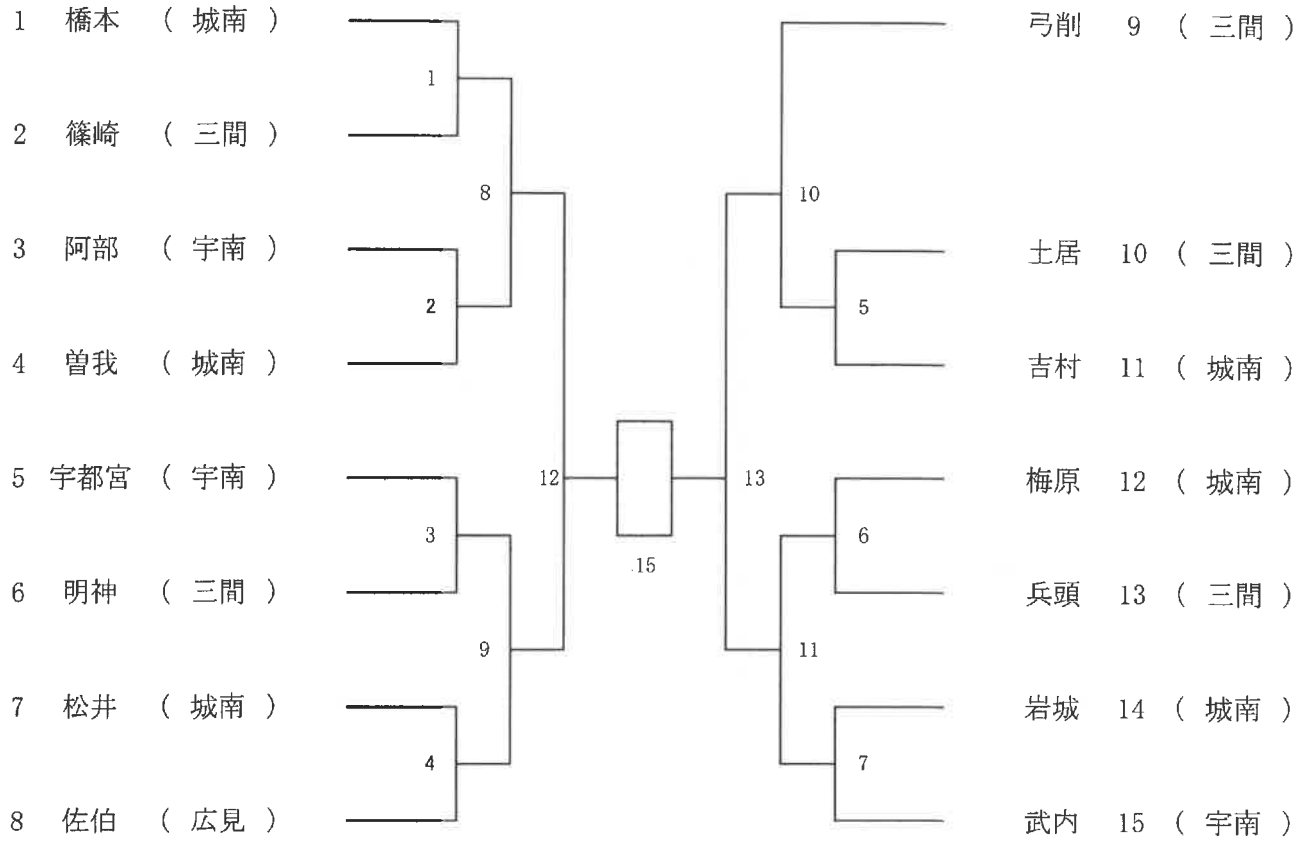 1 橋本 ( 城南 )
2 篠崎 ( 三間 )
3 阿部 ( 宇南 )
4 曽我 ( 城南 )
5 宇都宮 ( 宇南 )
6 明神 ( 三間 )
7 松井 ( 城南 )
8 佐伯 ( 広見 )
1
2
3
4
8
9
12
15
13
10
11
5
6
7
弓削 9 ( 三間 )
土居 10 ( 三間 )
吉村 11 ( 城南 )
梅原 12 ( 城南 )
兵頭 13 ( 三間 )
岩城 14 ( 城南 )
武内 15 ( 宇南 )